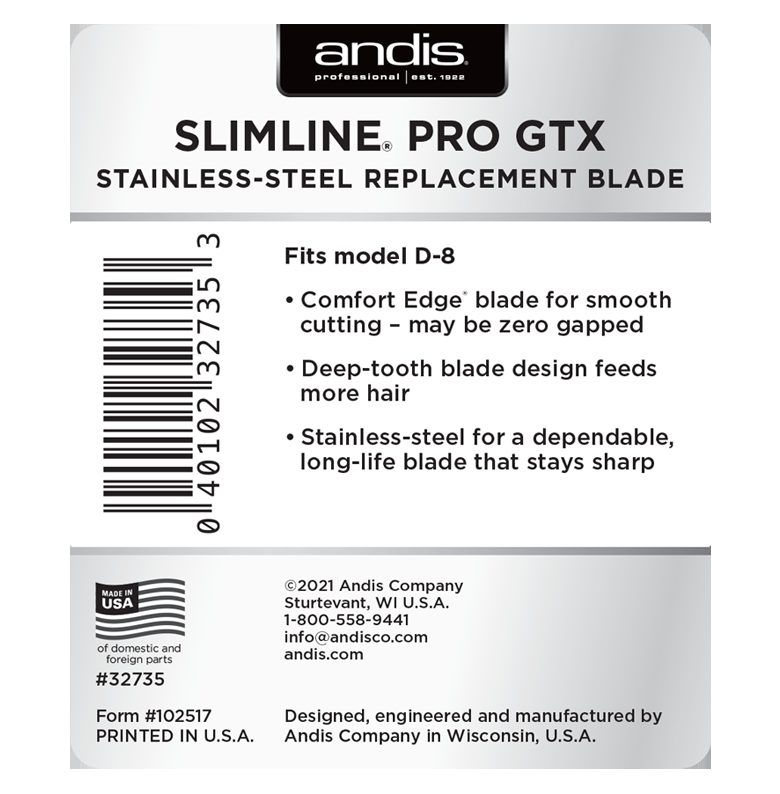 andis®
professional | est. 1922
SLIMLINE® PRO GTX
STAINLESS-STEEL REPLACEMENT BLADE
0 40102 32735 3
Fits model D-8
• Comfort Edge® blade for smooth
cutting – may be zero gapped
• Deep-tooth blade design feeds
more hair
• Stainless-steel for a dependable,
long-life blade that stays sharp
MADE IN
USA
of domestic and
foreign parts
#32735
Form #102517
PRINTED IN U.S.A.
©2021 Andis Company
Sturtevant, WI U.S.A.
1-800-558-9441
info@andisco.com
andis.com
Designed, engineered and manufactured by
Andis Company in Wisconsin, U.S.A.